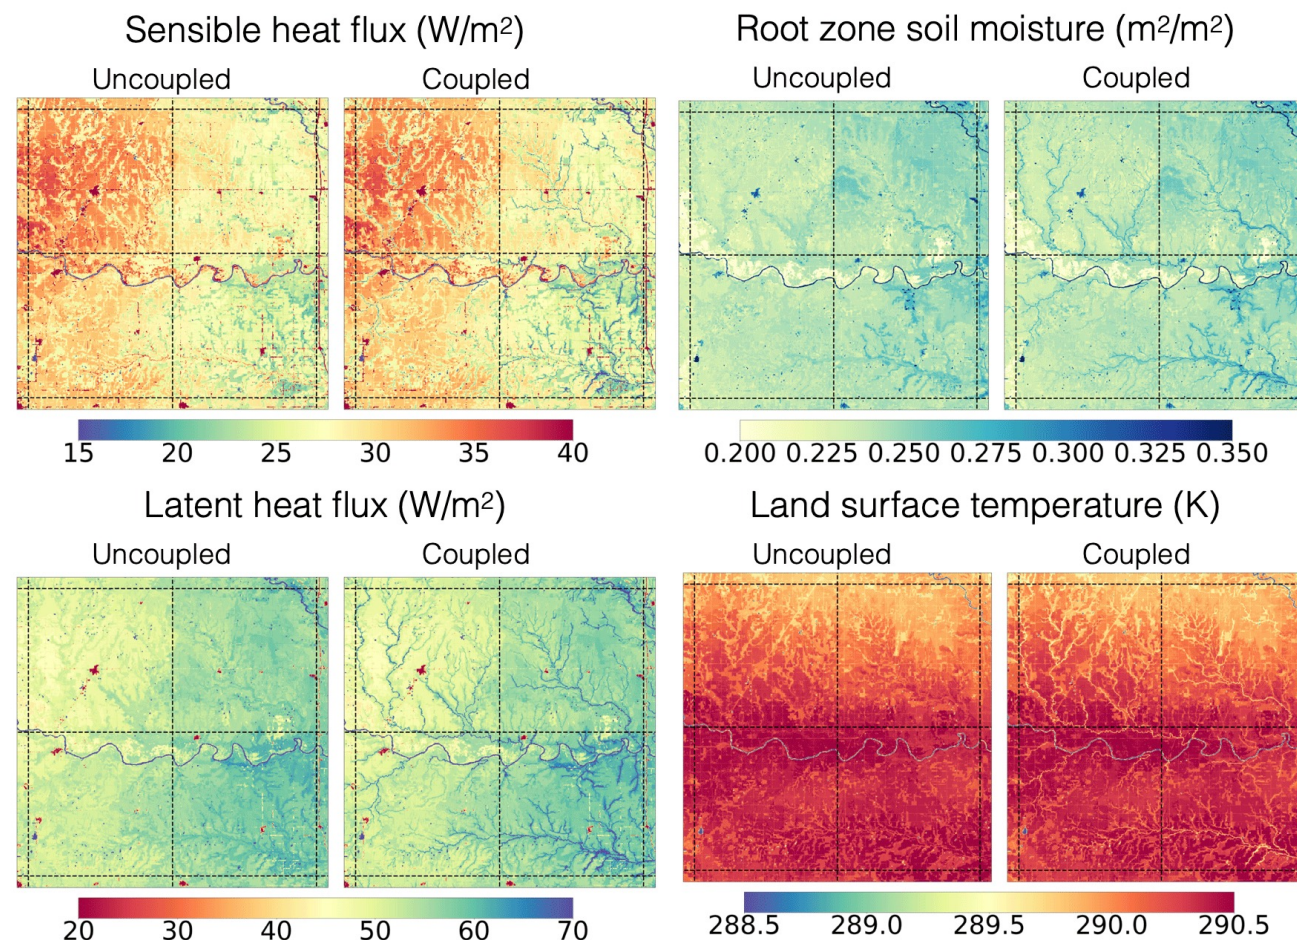 Sensible heat flux (W/m²)
Uncoupled
Coupled
15 20 25 30 35 40
Root zone soil moisture (m²/m²)
Uncoupled
Coupled
0.200 0.225 0.250 0.275 0.300 0.325 0.350
Latent heat flux (W/m²)
Uncoupled
Coupled
20 30 40 50 60 70
Land surface temperature (K)
Uncoupled
Coupled
288.5 289.0 289.5 290.0 290.5